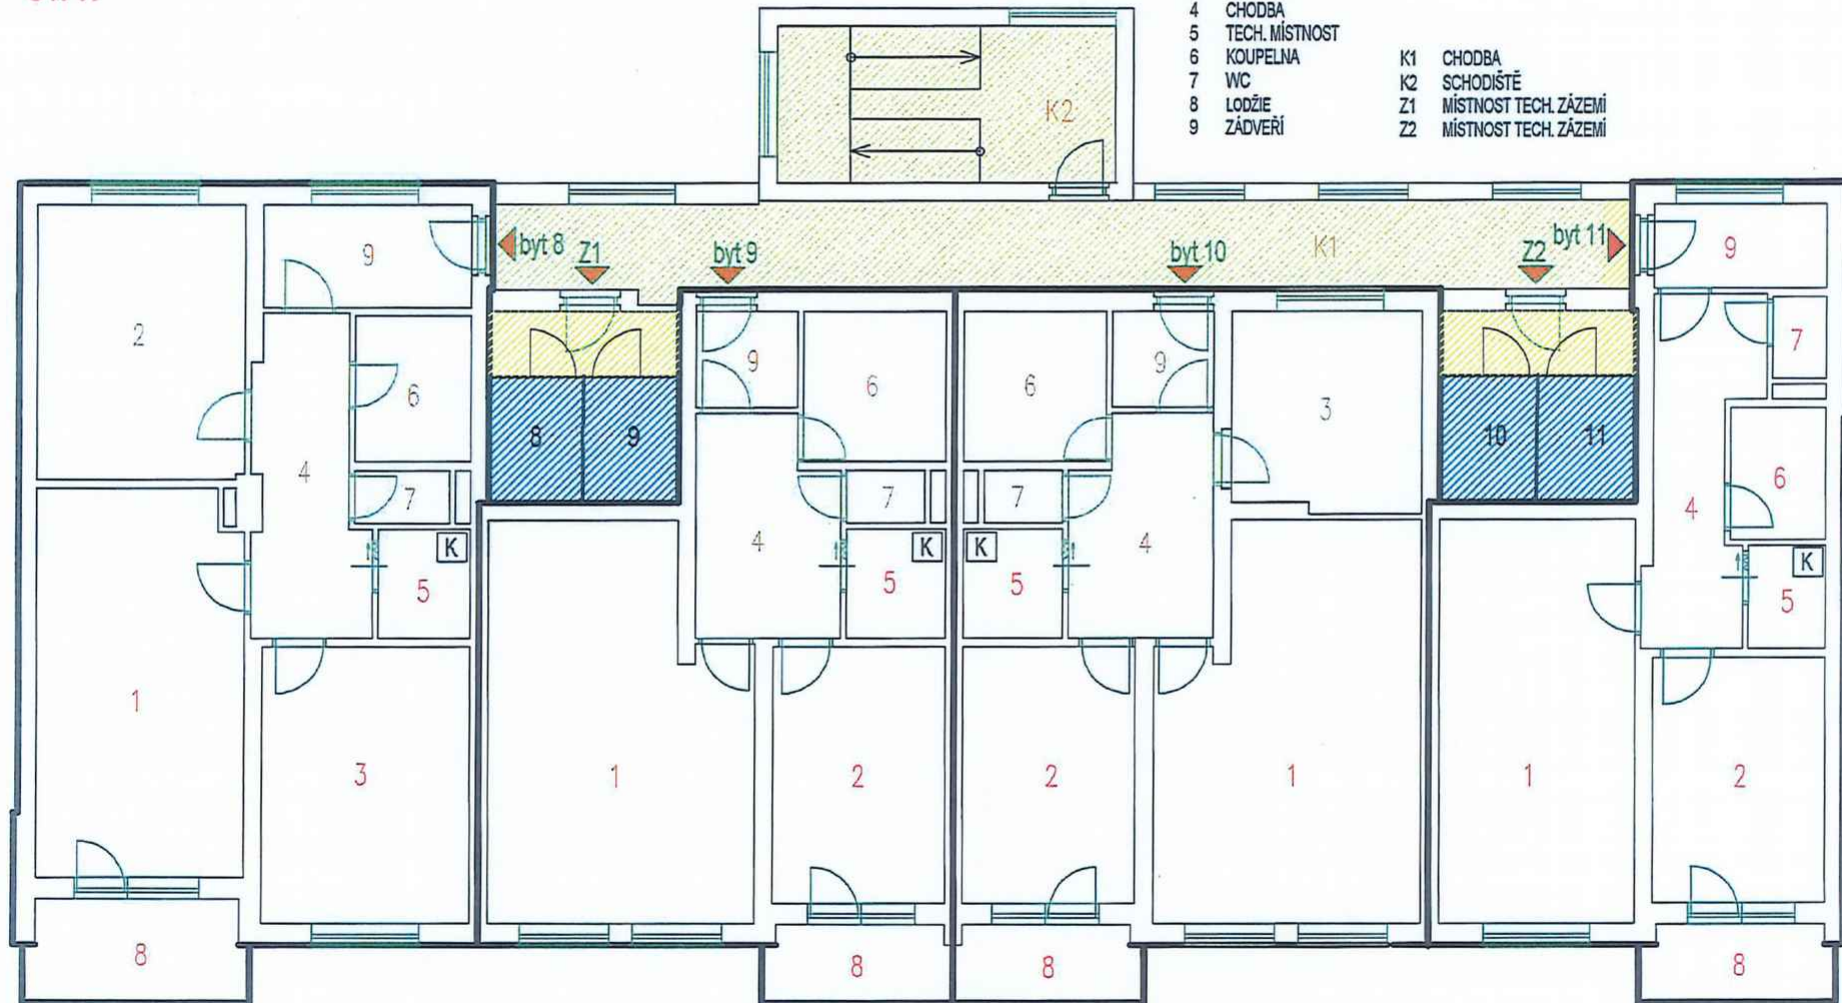 4 CHODBA
5 TECH. MÍSTNOST
6 KOUPELNA
7 WC
8 LODŽIE
9 ZÁDVEŘÍ
K1 CHODBA
K2 SCHODIŠTĚ
Z1 MÍSTNOST TECH. ZÁZEMÍ
Z2 MÍSTNOST TECH. ZÁZEMÍ
K2
byt 8
Z1
byt 9
byt 10
K1
Z2
byt 11
9
9
2
9
6
6
9
3
7
6
8
9
10
11
4
7
7
7
6
4
K
5
4
K
5
K
5
4
K
5
1
3
1
2
2
1
1
2
8
8
8
8